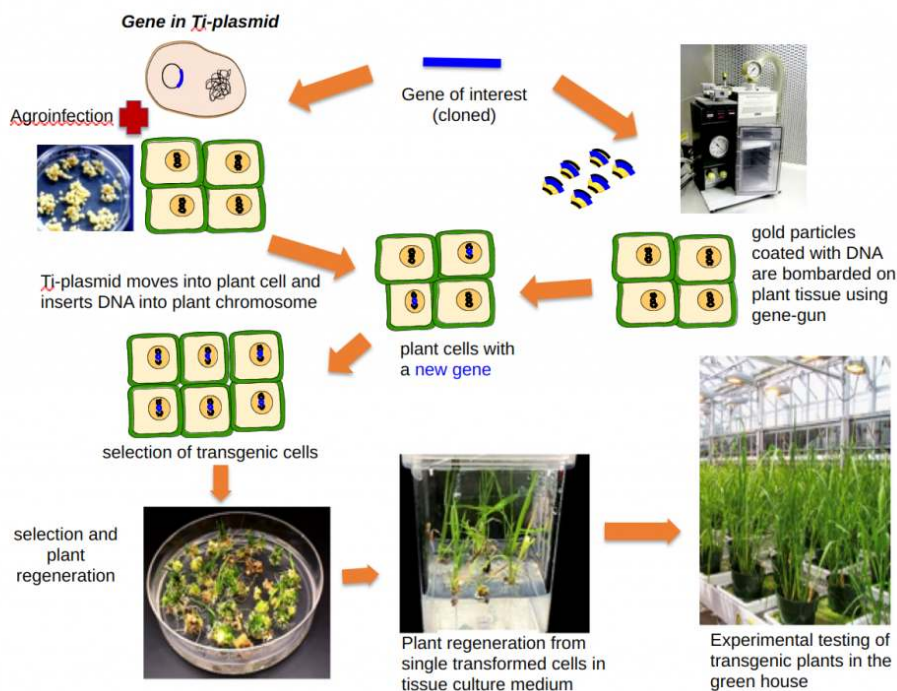 Gene in Ti-plasmid
Agroinfection
Gene of interest
(cloned)
Ti-plasmid moves into plant cell and
inserts DNA into plant chromosome
gold particles
coated with DNA
are bombarded on
plant tissue using
gene-gun
plant cells with
a new gene
selection of transgenic cells
selection and
plant
regeneration
Plant regeneration from
single transformed cells in
tissue culture medium
Experimental testing of
transgenic plants in the
green house